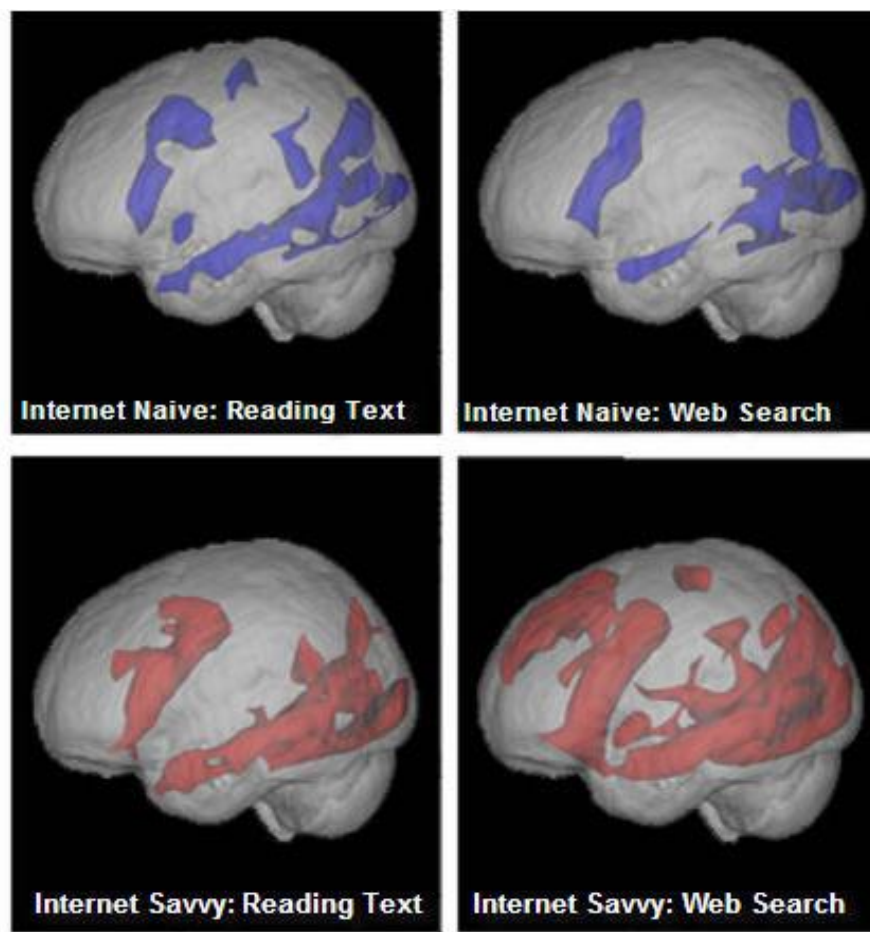 Internet Naive: Reading Text
Internet Naive: Web Search
Internet Savvy: Reading Text
Internet Savvy: Web Search